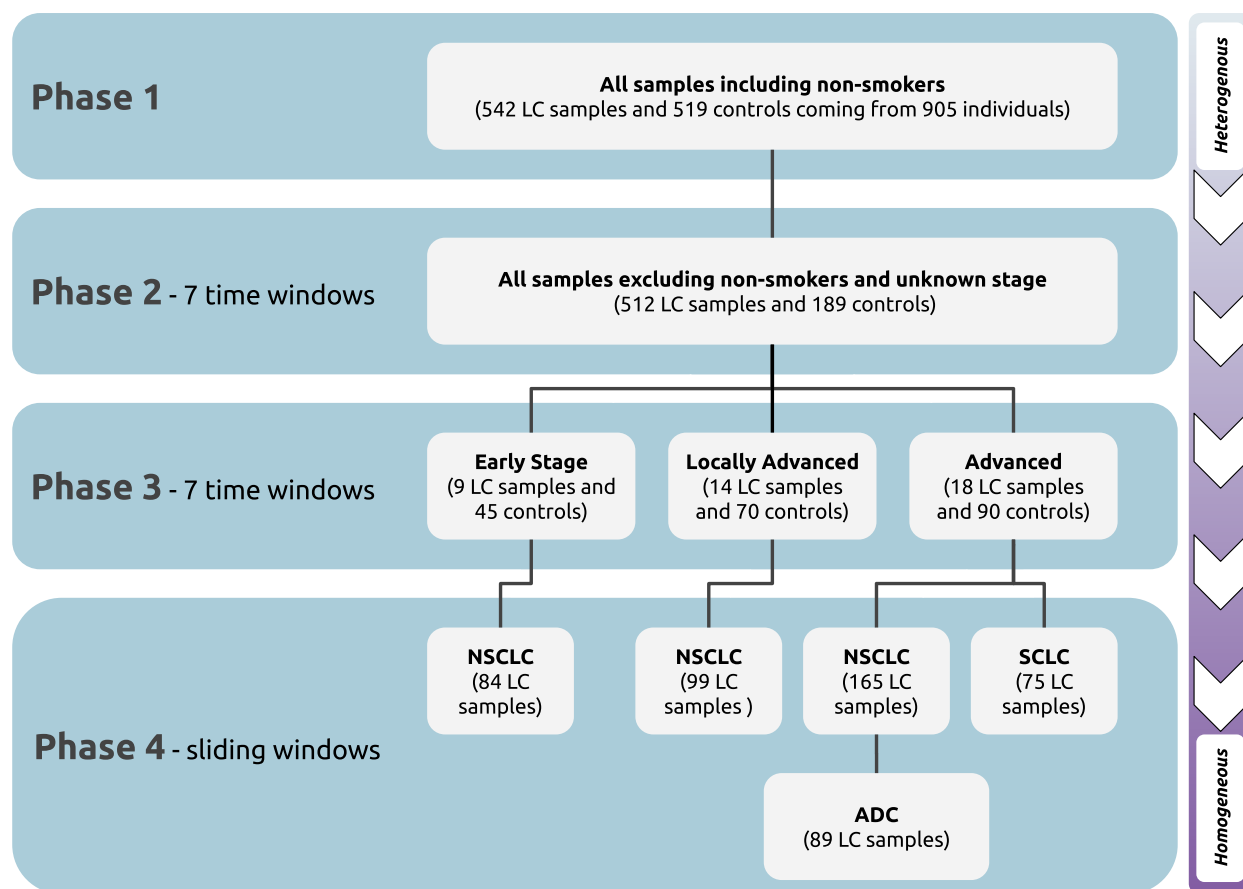 Phase 1
All samples including non-smokers
(542 LC samples and 519 controls coming from 905 individuals)
Heterogenous
Phase 2 - 7 time windows
All samples excluding non-smokers and unknown stage
(512 LC samples and 189 controls)
Phase 3 - 7 time windows
Early Stage
(9 LC samples and
45 controls)
Locally Advanced
(14 LC samples
and 70 controls)
Advanced
(18 LC samples
and 90 controls)
Phase 4 - sliding windows
NSCLC
(84 LC
samples)
NSCLC
(99 LC
samples )
NSCLC
(165 LC
samples)
SCLC
(75 LC
samples)
ADC
(89 LC samples)
Homogeneous